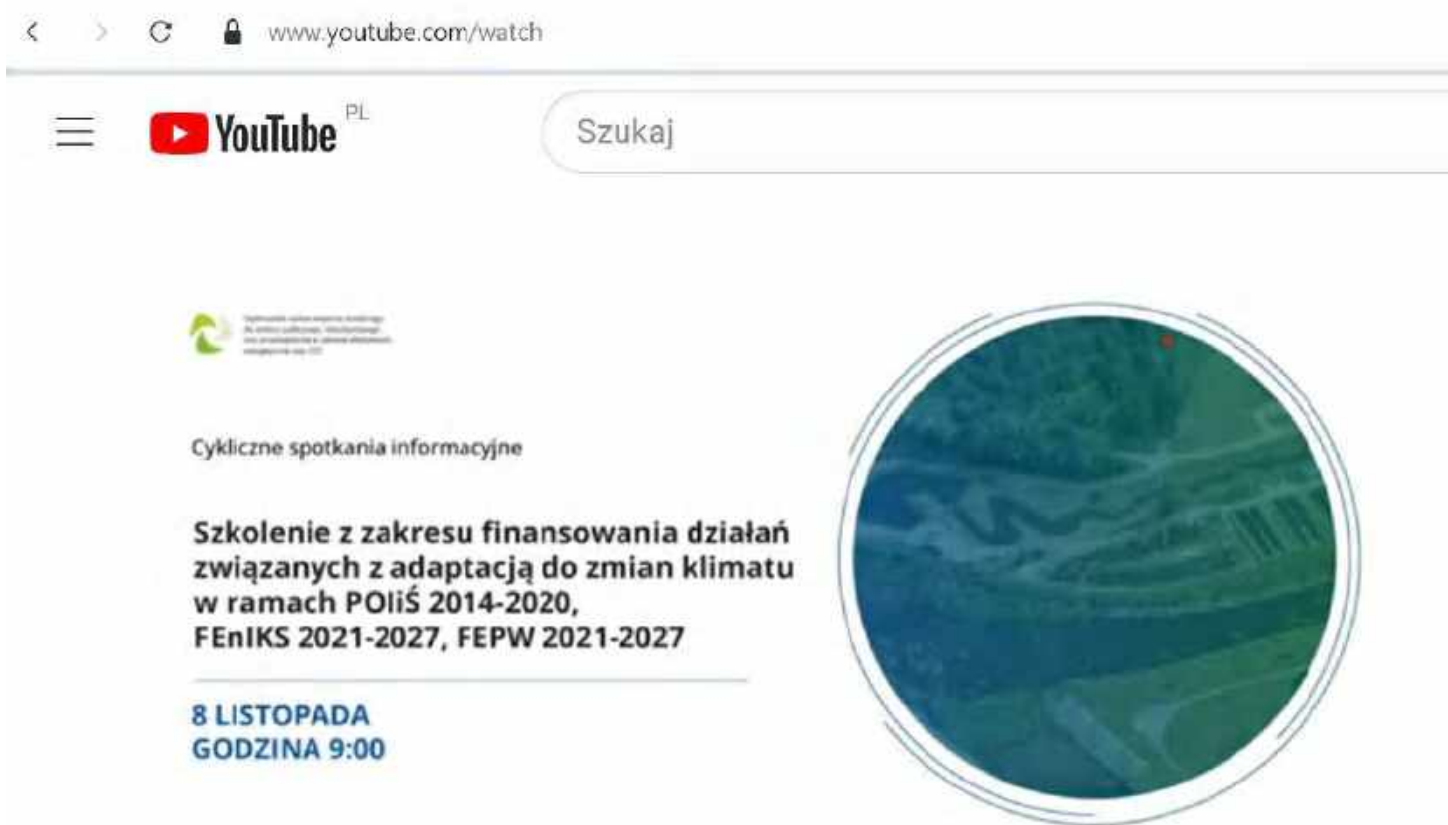 www.youtube.com/watch
YouTube PL
Szukaj
Cykliczne spotkania informacyjne
Szkolenie z zakresu finansowania działań
związanych z adaptacją do zmian klimatu
w ramach POIiŚ 2014-2020,
FEnIKS 2021-2027, FEPW 2021-2027
8 LISTOPADA
GODZINA 9:00